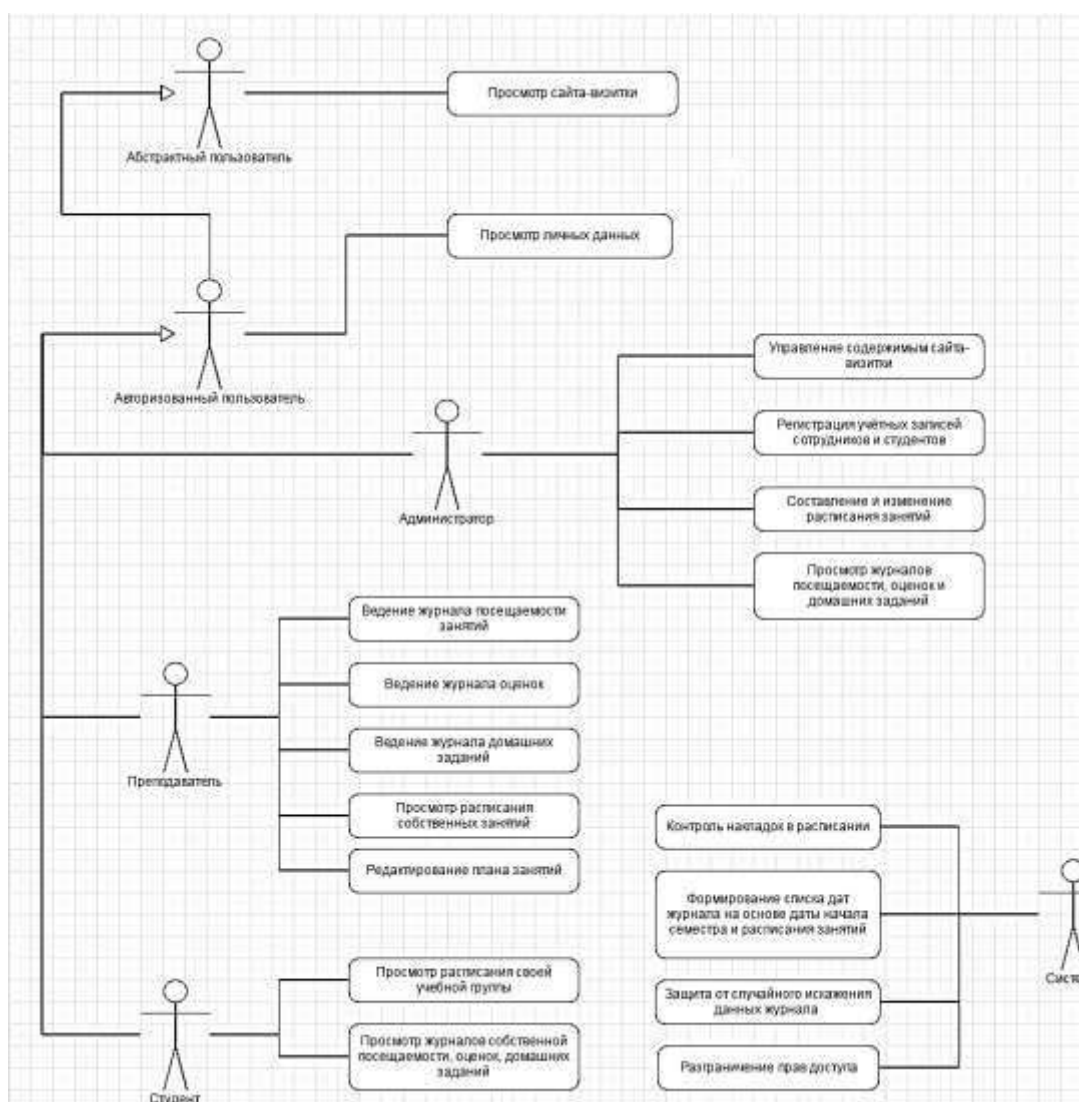 Просмотр сайта-визитки
Абстрактный пользователь
Просмотр личных данных
Авторизованный пользователь
Управление содержимым сайта-
визитки
Регистрация учётных записей
сотрудников и студентов
Администратор
Составление и изменение
расписания занятий
Просмотр журналов
посещаемости, оценок и
домашних заданий
Ведение журнала посещаемости
занятий
Ведение журнала оценок
Ведение журнала домашних
заданий
Преподаватель
Просмотр расписания
собственных занятий
Редактирование плана занятий
Контроль накладок в расписании
Формирование списка дат
журнала на основе даты начала
семестра и расписания занятий
Систе
Защита от случайного искажения
данных журнала
Разграничение прав доступа
Просмотр расписания своей
учебной группы
Просмотр журналов собственной
посещаемости, оценок, домашних
заданий
Студент